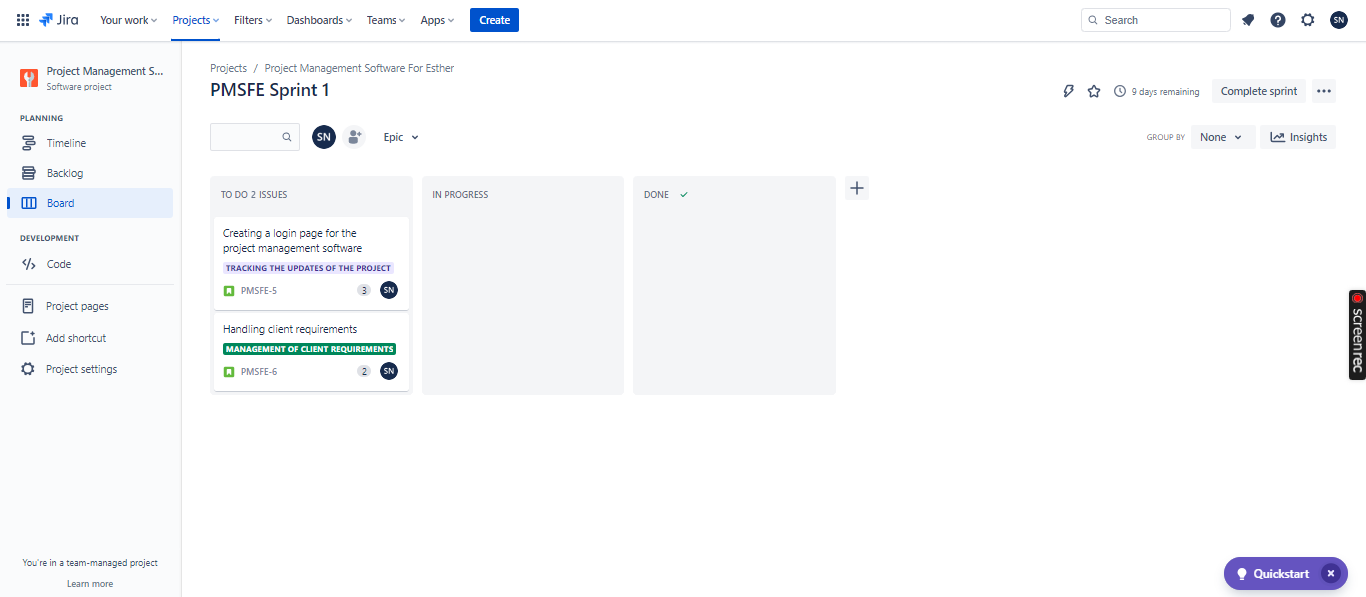 Jira Your work Projects Filters Dashboards Teams Apps Create Search SN
Project Management S...
Software project
PLANNING
Timeline
Backlog
Board
DEVELOPMENT
Code
Project pages
Add shortcut
Project settings
You're in a team-managed project
Learn more
Projects / Project Management Software For Esther
PMSFE Sprint 1
9 days remaining Complete sprint
SN Epic GROUP BY None Insights
TO DO 2 ISSUES
Creating a login page for the
project management software
TRACKING THE UPDATES OF THE PROJECT
PMSFE-5 3 SN
Handling client requirements
MANAGEMENT OF CLIENT REQUIREMENTS
PMSFE-6 2 SN
IN PROGRESS
DONE
screenrec
Quickstart